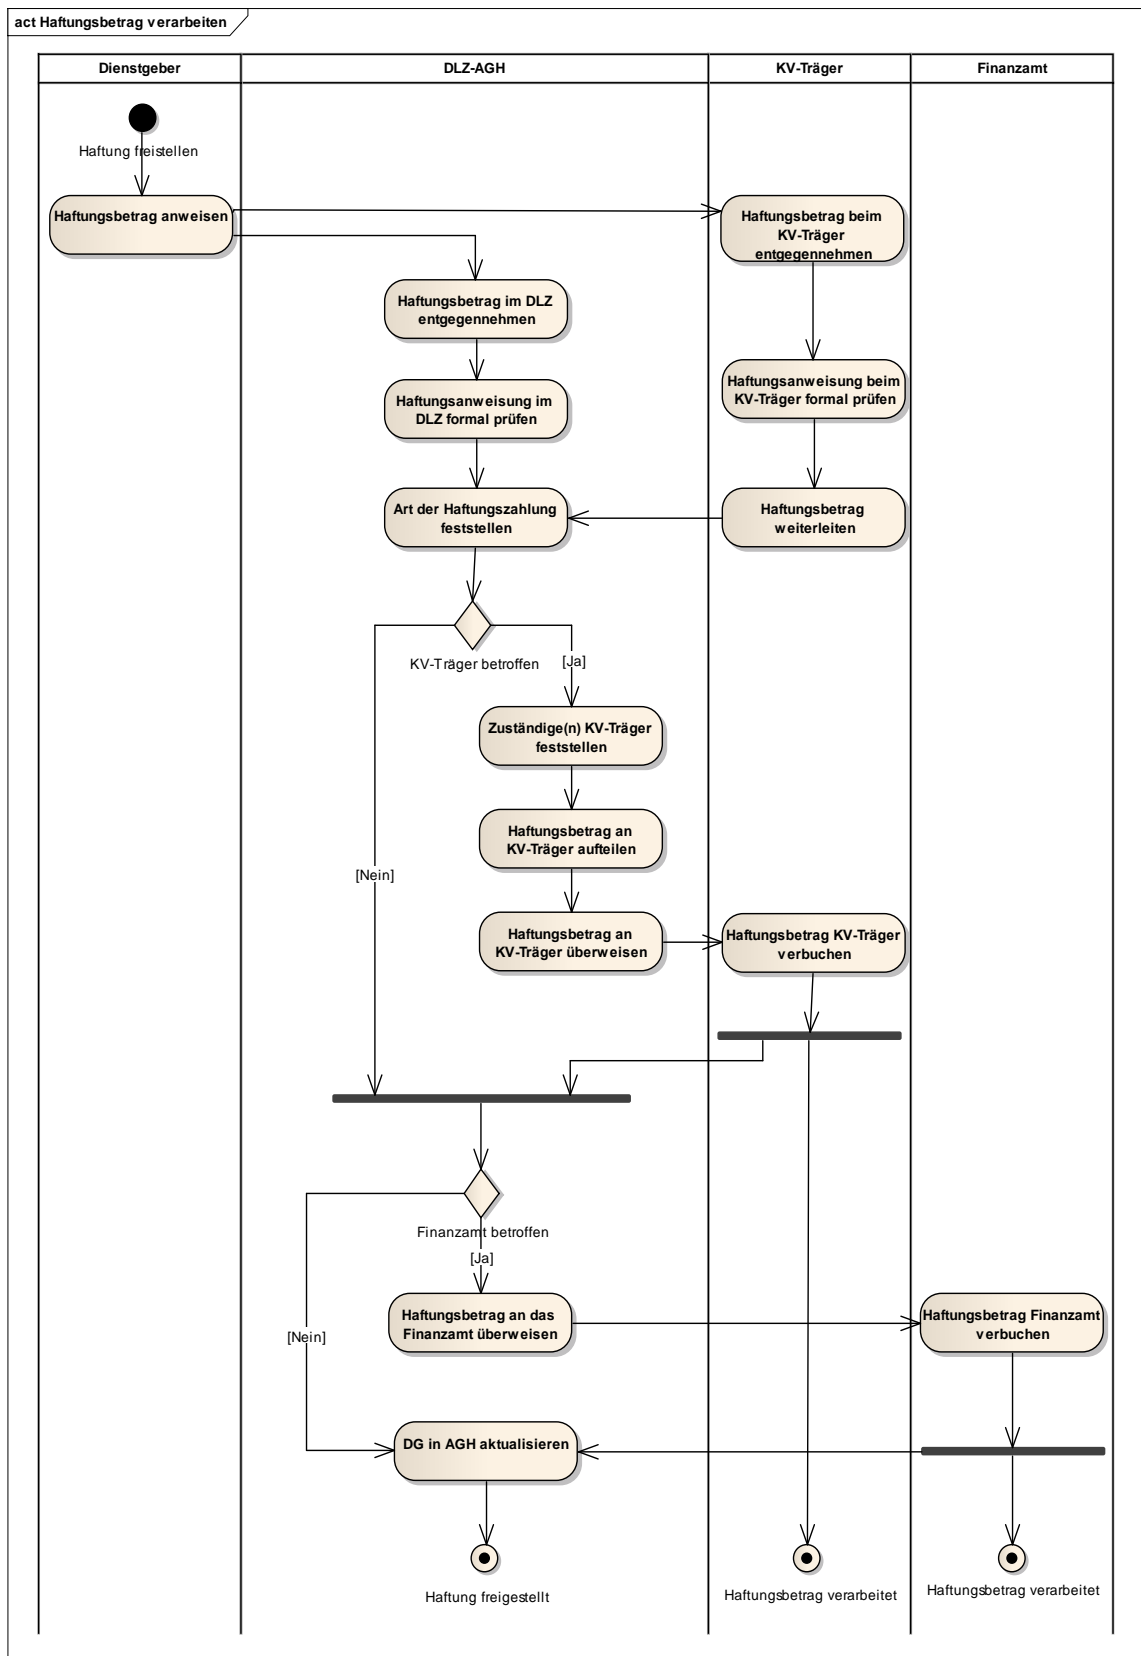 act Haftungsbetrag verarbeiten
Dienstgeber
DLZ-AGH
KV-Träger
Finanzamt
Haftung freistellen
Haftungsbetrag anweisen
Haftungsbetrag beim
KV-Träger
entgegennehmen
Haftungsbetrag im DLZ
entgegennehmen
Haftungsanweisung beim
KV-Träger formal prüfen
Haftungsanweisung im
DLZ formal prüfen
Art der Haftungszahlung
feststellen
Haftungsbetrag
weiterleiten
KV-Träger betroffen
[Ja]
Zuständige(n) KV-Träger
feststellen
Haftungsbetrag an
KV-Träger aufteilen
[Nein]
Haftungsbetrag an
KV-Träger überweisen
Haftungsbetrag KV-Träger
verbuchen
Finanzamt betroffen
[Ja]
Haftungsbetrag an das
Finanzamt überweisen
Haftungsbetrag Finanzamt
verbuchen
[Nein]
DG in AGH aktualisieren
Haftung freigestellt
Haftungsbetrag verarbeitet
Haftungsbetrag verarbeitet